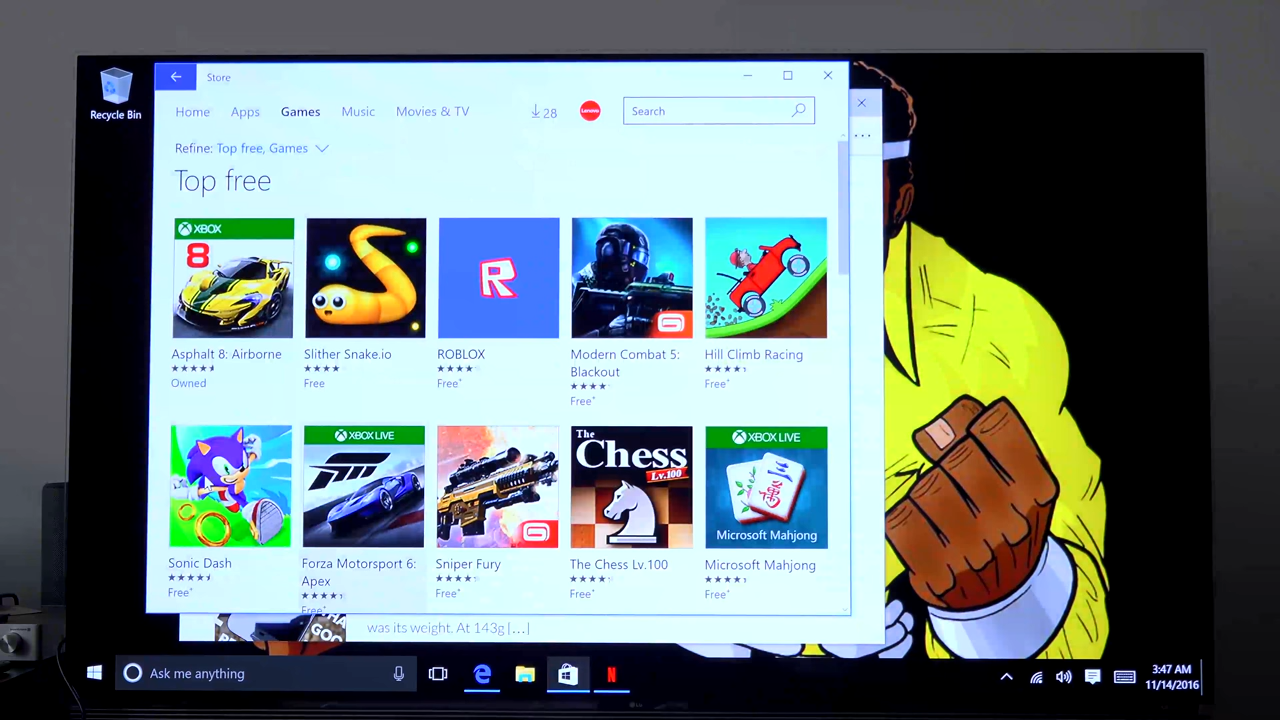 Recycle Bin
Store
Home Apps Games Music Movies & TV
28
Lenovo
Search
Refine: Top free, Games
Top free
XBOX
8
R
Asphalt 8: Airborne
Owned
Slither Snake.io
Free
ROBLOX
Free+
Modern Combat 5:
Blackout
Free+
Hill Climb Racing
Free+
XBOX LIVE
The
Chess
Lv.100
XBOX LIVE
Microsoft Mahjong
Sonic Dash
Free+
Forza Motorsport 6:
Apex
Free+
Sniper Fury
Free+
The Chess Lv.100
Free+
Microsoft Mahjong
Free+
was its weight. At 143g [...]
Ask me anything
N
3:47 AM
11/14/2016
LG